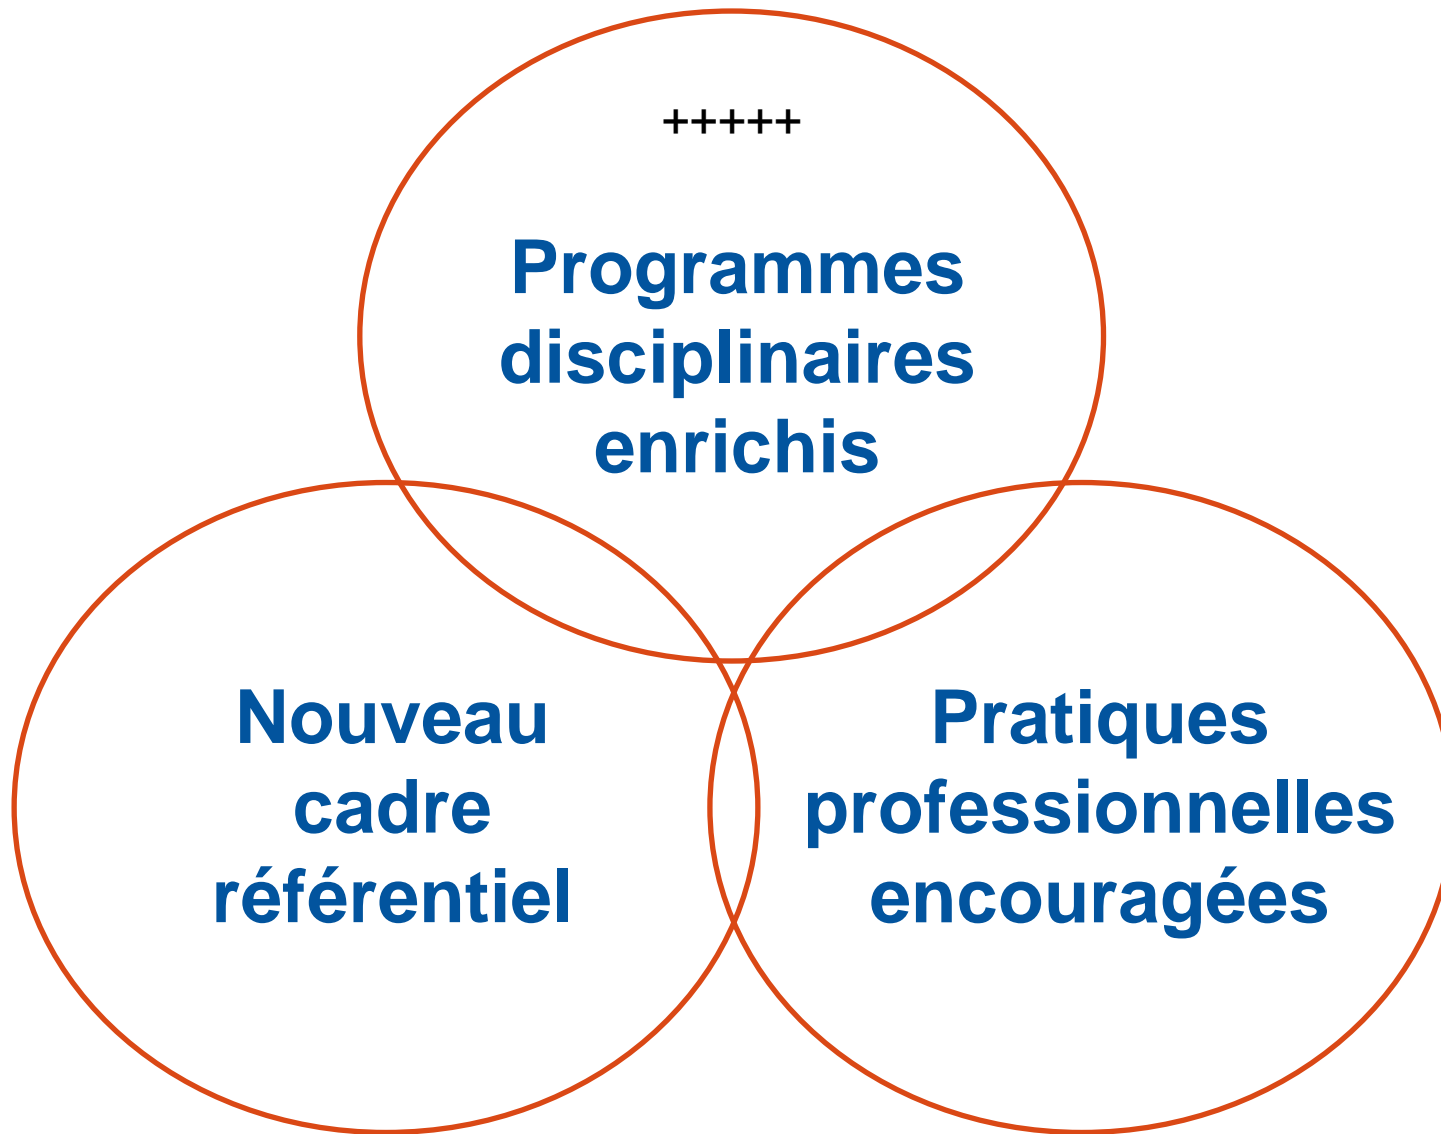 +++++
Programmes
disciplinaires
enrichis
Nouveau
cadre
référentiel
Pratiques
professionnelles
encouragées